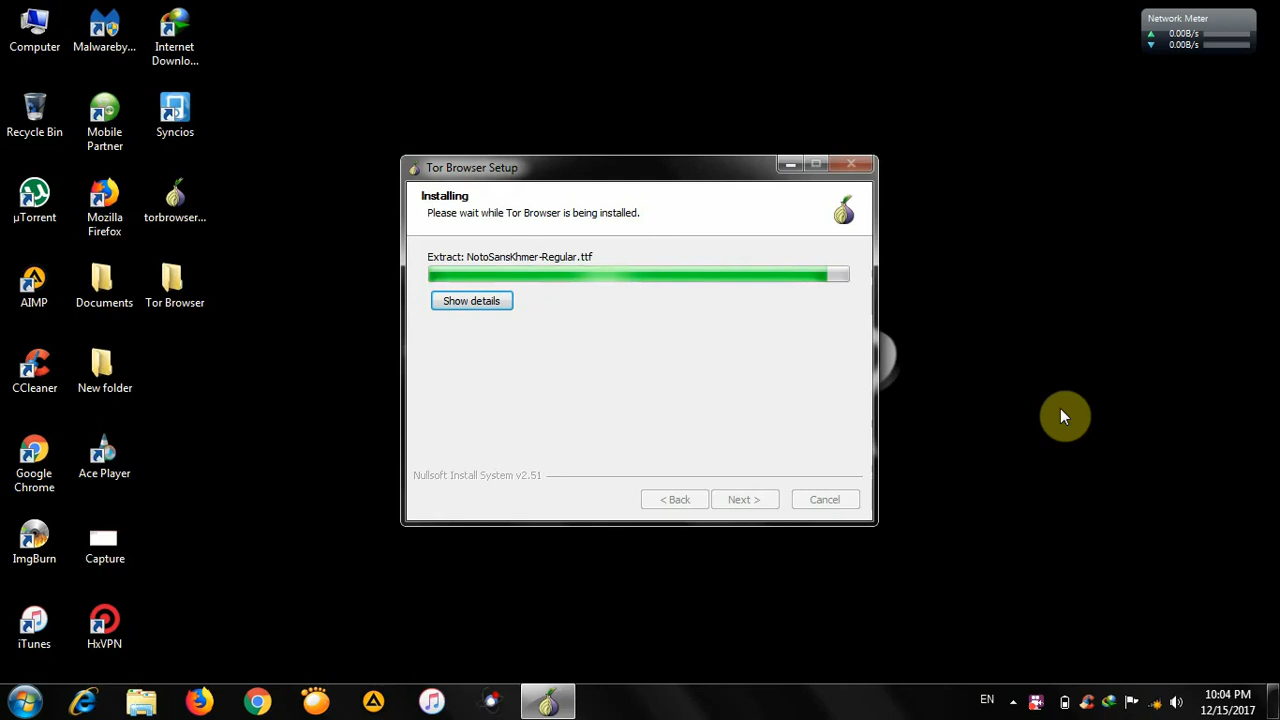 Computer
Malwareby...
Internet
Downlo...
Recycle Bin
Mobile
Partner
Syncios
µTorrent
Mozilla
Firefox
torbrowser...
AIMP
Documents
Tor Browser
CCleaner
New folder
Google
Chrome
Ace Player
ImgBurn
Capture
iTunes
HxVPN
Network Meter
0.00B/s
0.00B/s
Tor Browser Setup
Installing
Please wait while Tor Browser is being installed.
Extract: NotoSansKhmer-Regular.ttf
Show details
Nullsoft Install System v2.51
< Back
Next >
Cancel
EN
10:04 PM
12/15/2017